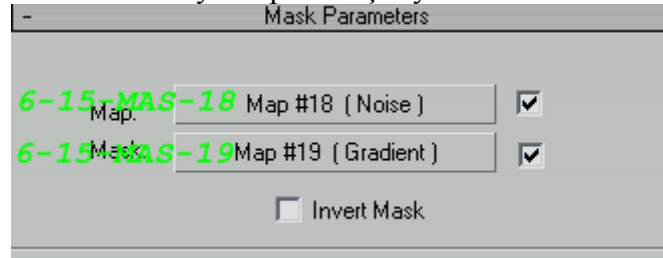 - Mask Parameters
6-15-MAS-18 Map: Map #18 ( Noise )
6-15-MAS-19 Mask: Map #19 ( Gradient )
Invert Mask